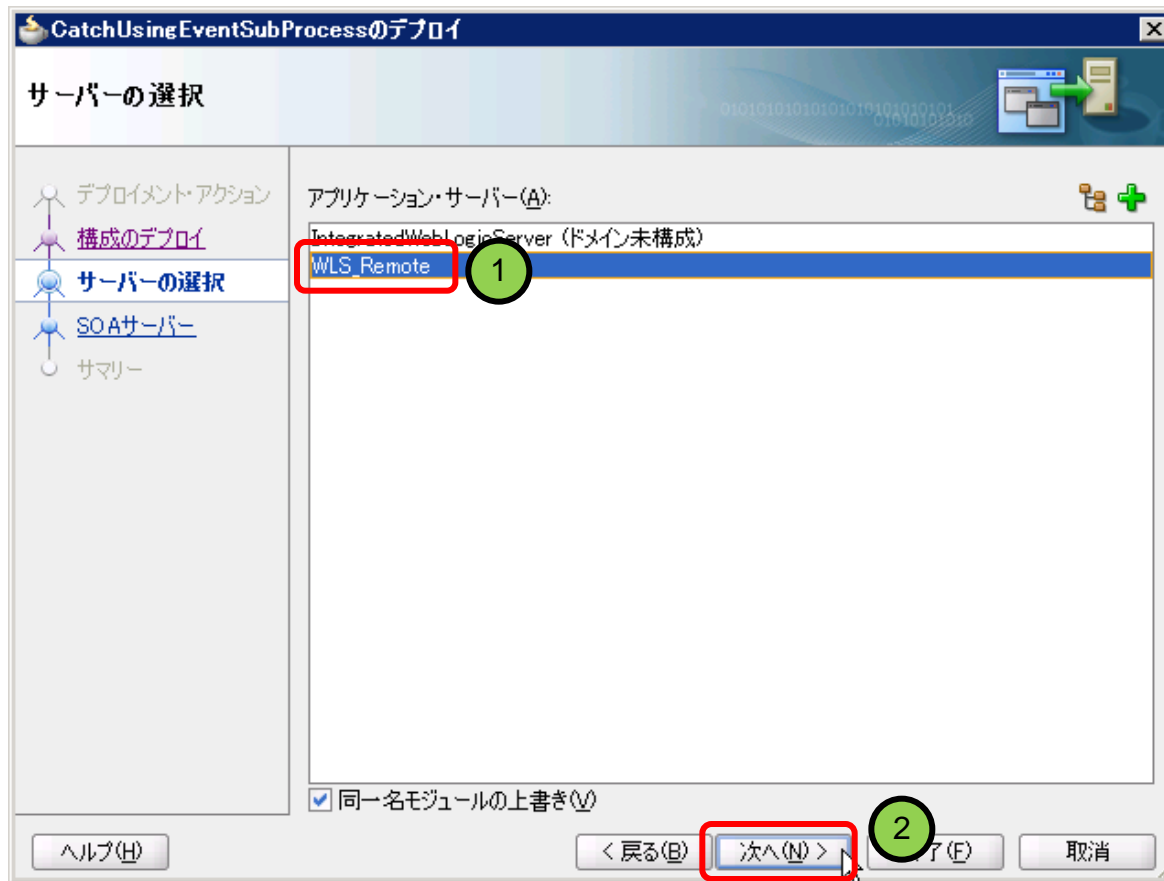 CatchUsingEventSubProcessのデプロイ
サーバーの選択
デプロイメント・アクション
構成のデプロイ
サーバーの選択
SOAサーバー
サマリー
アプリケーション・サーバー(A):
IntegratedWebLogicServer (ドメイン未構成)
WLS_Remote
1
同一名モジュールの上書き(V)
2
ヘルプ(H)
< 戻る(B)
次へ(N) >
了(F)
取消